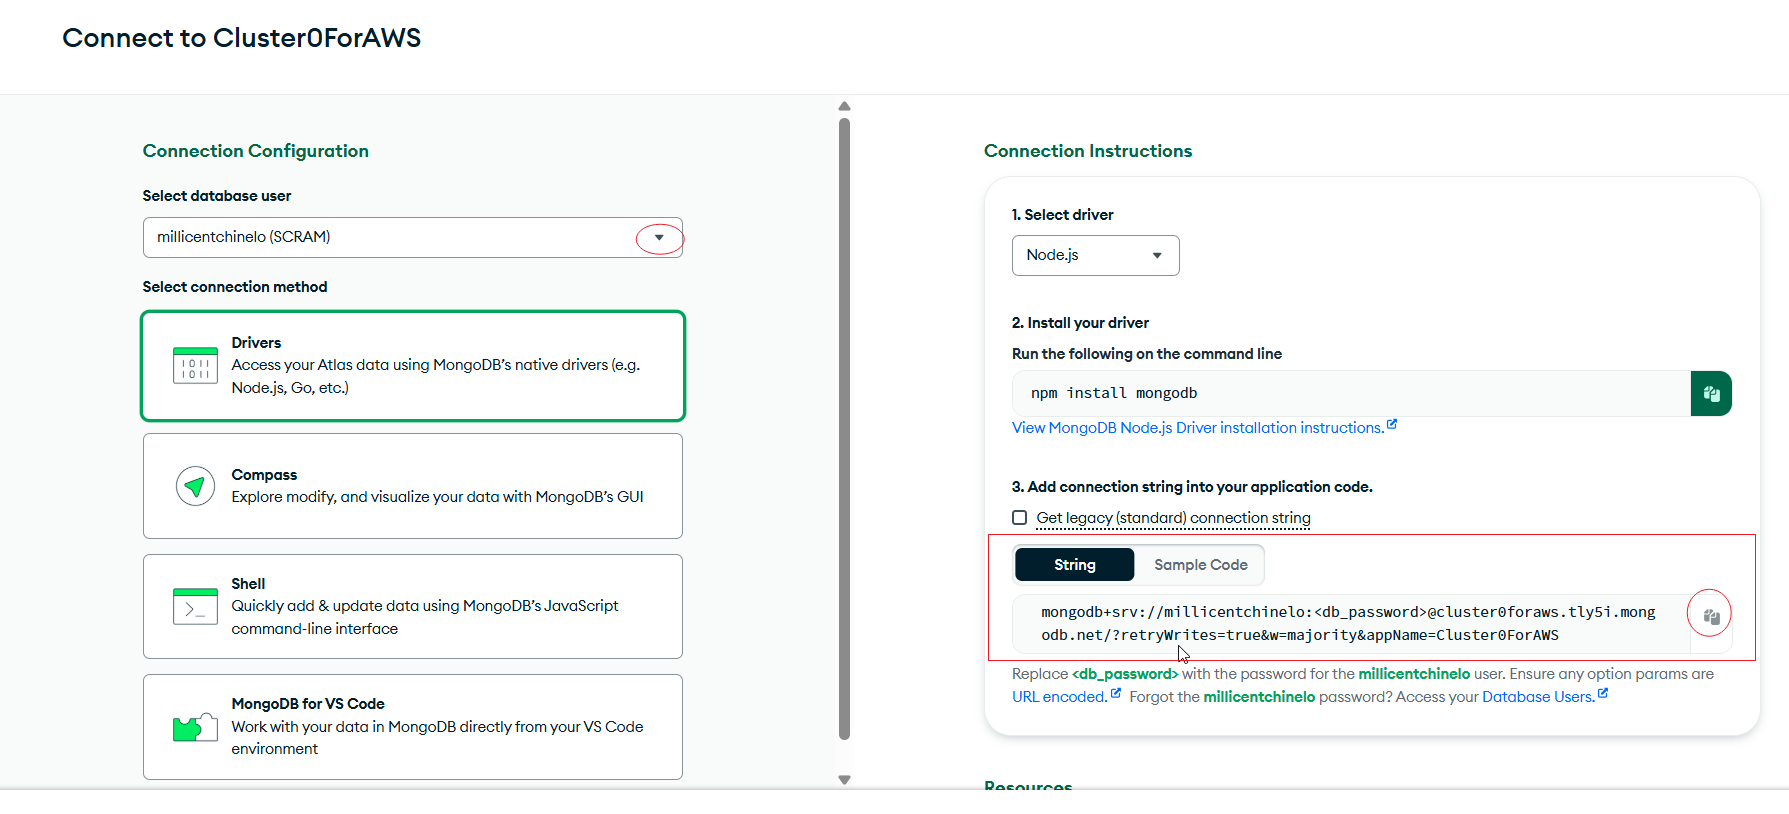 Connect to Cluster0ForAWS
Connection Configuration
Select database user
millicentchinelo (SCRAM)
Select connection method
Drivers
Access your Atlas data using MongoDB's native drivers (e.g.
Node.js, Go, etc.)
Compass
Explore modify, and visualize your data with MongoDB's GUI
Shell
Quickly add & update data using MongoDB's JavaScript
command-line interface
MongoDB for VS Code
Work with your data in MongoDB directly from your VS Code
environment
Connection Instructions
1. Select driver
Node.js
2. Install your driver
Run the following on the command line
npm install mongodb
View MongoDB Node.js Driver installation instructions.
3. Add connection string into your application code.
Get legacy (standard) connection string
String
Sample Code
mongodb+srv://millicentchinelo:<db_password>@cluster0foraws.tly5i.mong
odb.net/?retryWrites=true&w=majority&appName=Cluster0ForAWS
Replace <db_password> with the password for the millicentchinelo user. Ensure any option params are
URL encoded. Forgot the millicentchinelo password? Access your Database Users.
Resources